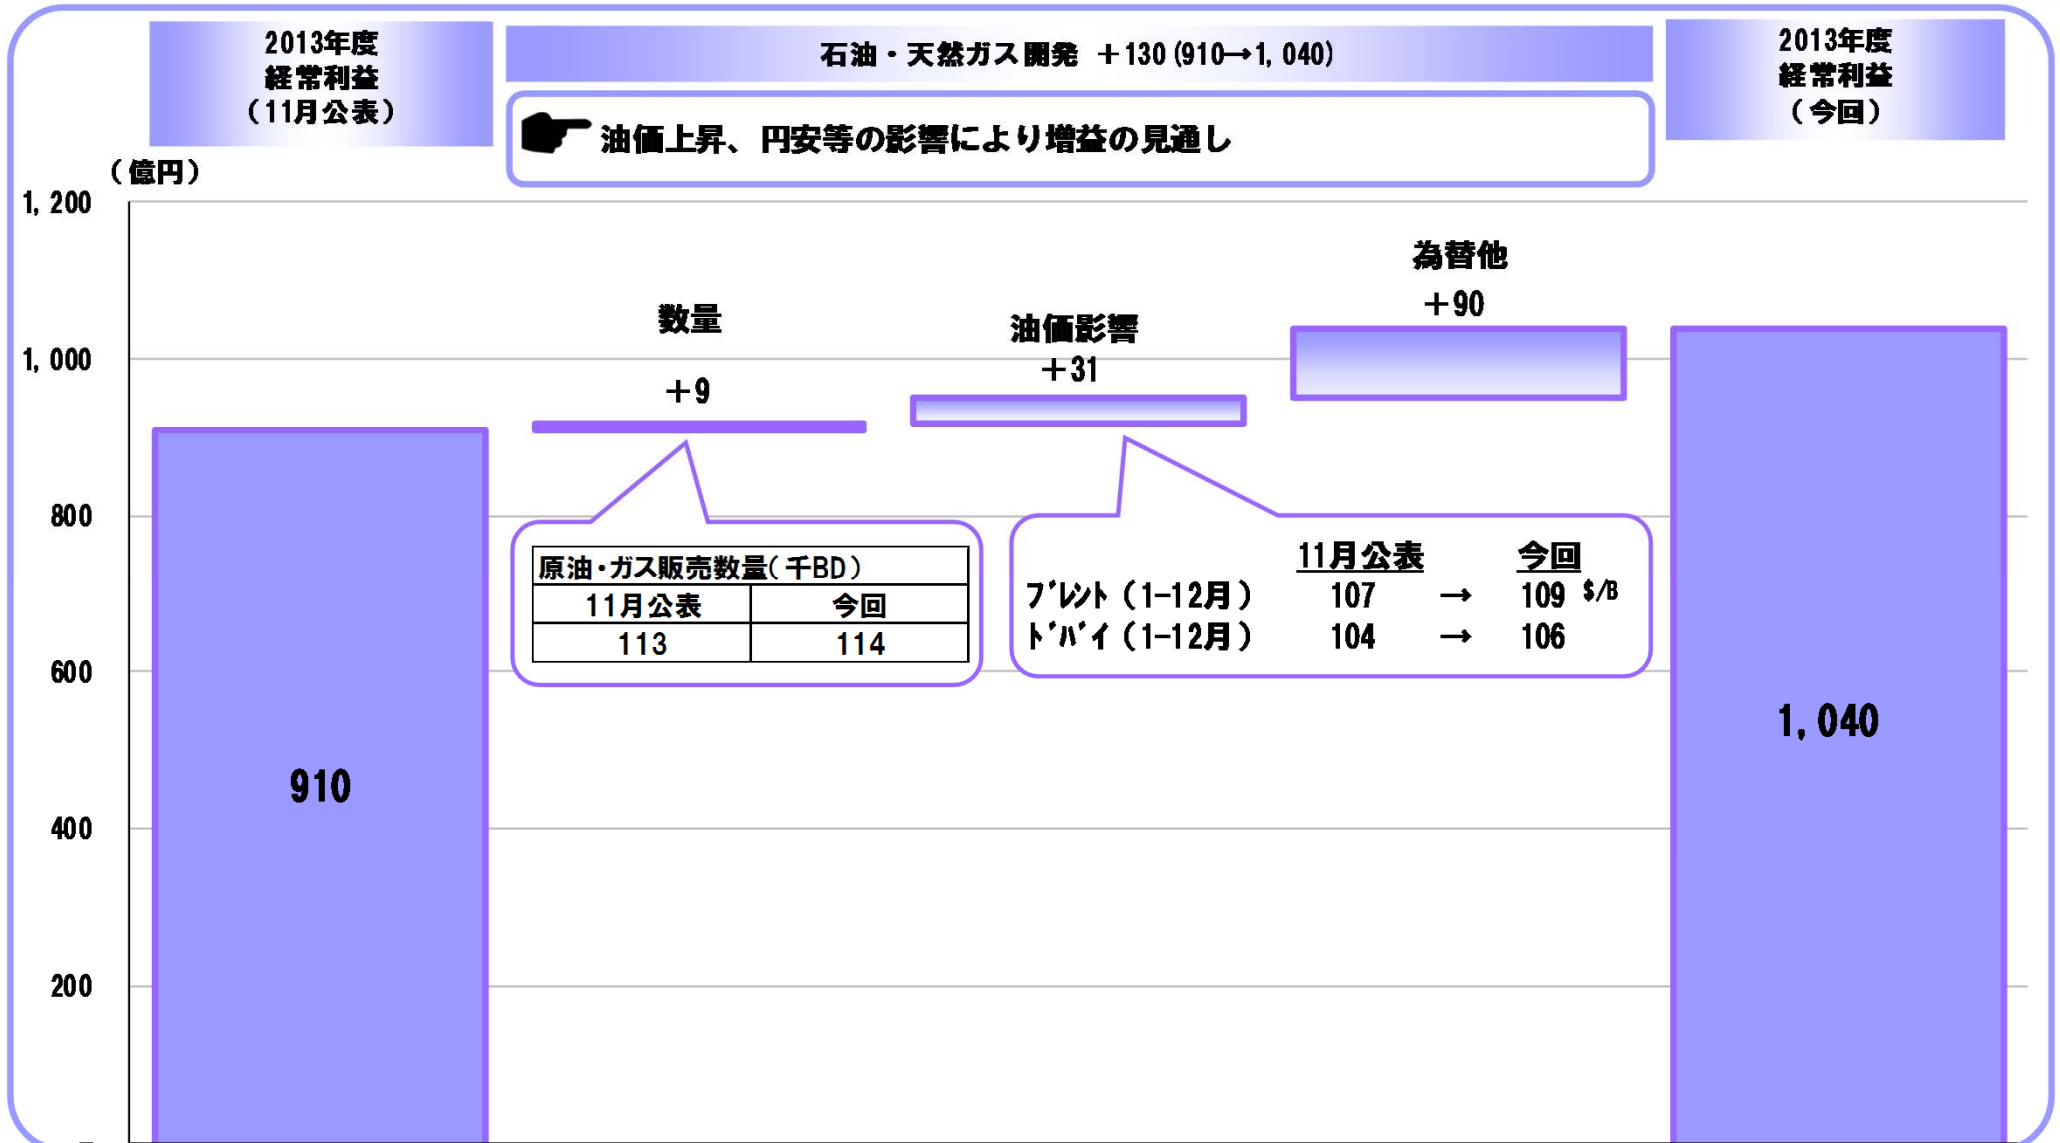 2013年度
経常利益
（11月公表）
石油・天然ガス開発 ＋130 (910→1, 040)
2013年度
経常利益
（今回）
油価上昇、円安等の影響により増益の見通し
（億円）
1, 200
1, 000
800
600
400
200
数量
＋9
油価影響
＋31
為替他
＋90
原油・ガス販売数量(千BD)
11月公表 今回
113 114
11月公表 今回
ﾌﾞﾚﾝﾄ (1-12月) 107 → 109 $/B
ﾄﾞﾊﾞｲ (1-12月) 104 → 106
910
1, 040